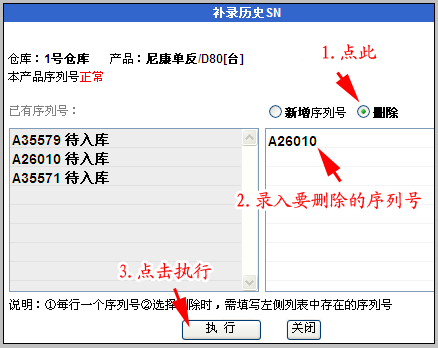 补录历史SN
仓库：1号仓库 产品：尼康单反/D80[台]
本产品序列号正常
1.点此
已有序列号：
新增序列号 删除
A35579 待入库
A26010 待入库
A35571 待入库
A26010
2.录入要删除的序列号
3.点击执行
说明：①每行一个序列号②选择删除时，需填写左侧列表中存在的序列号
执 行 关闭